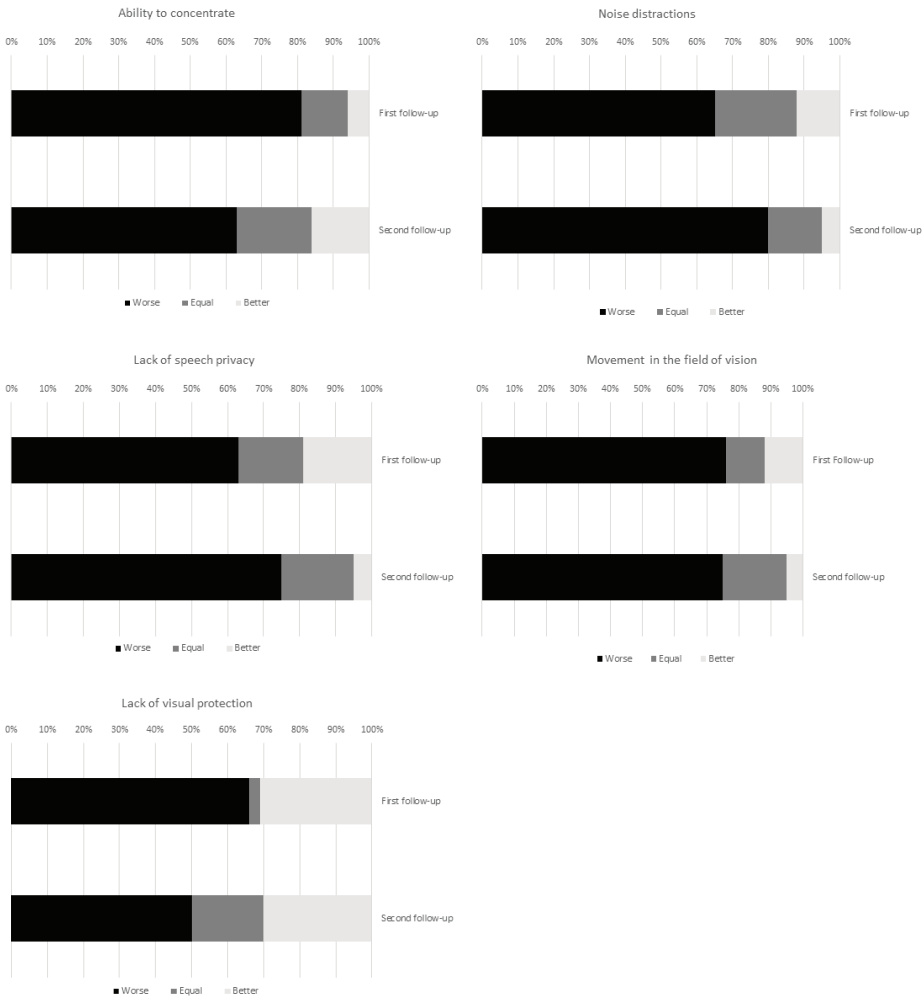 Ability to concentrate
0% 10% 20% 30% 40% 50% 60% 70% 80% 90% 100%
First follow-up
Second follow-up
Worse Equal Better
Noise distractions
0% 10% 20% 30% 40% 50% 60% 70% 80% 90% 100%
First follow-up
Second follow-up
Worse Equal Better
Lack of speech privacy
0% 10% 20% 30% 40% 50% 60% 70% 80% 90% 100%
First follow-up
Second follow-up
Worse Equal Better
Movement in the field of vision
0% 10% 20% 30% 40% 50% 60% 70% 80% 90% 100%
First Follow-up
Second follow-up
Worse Equal Better
Lack of visual protection
0% 10% 20% 30% 40% 50% 60% 70% 80% 90% 100%
First follow-up
Second follow-up
Worse Equal Better